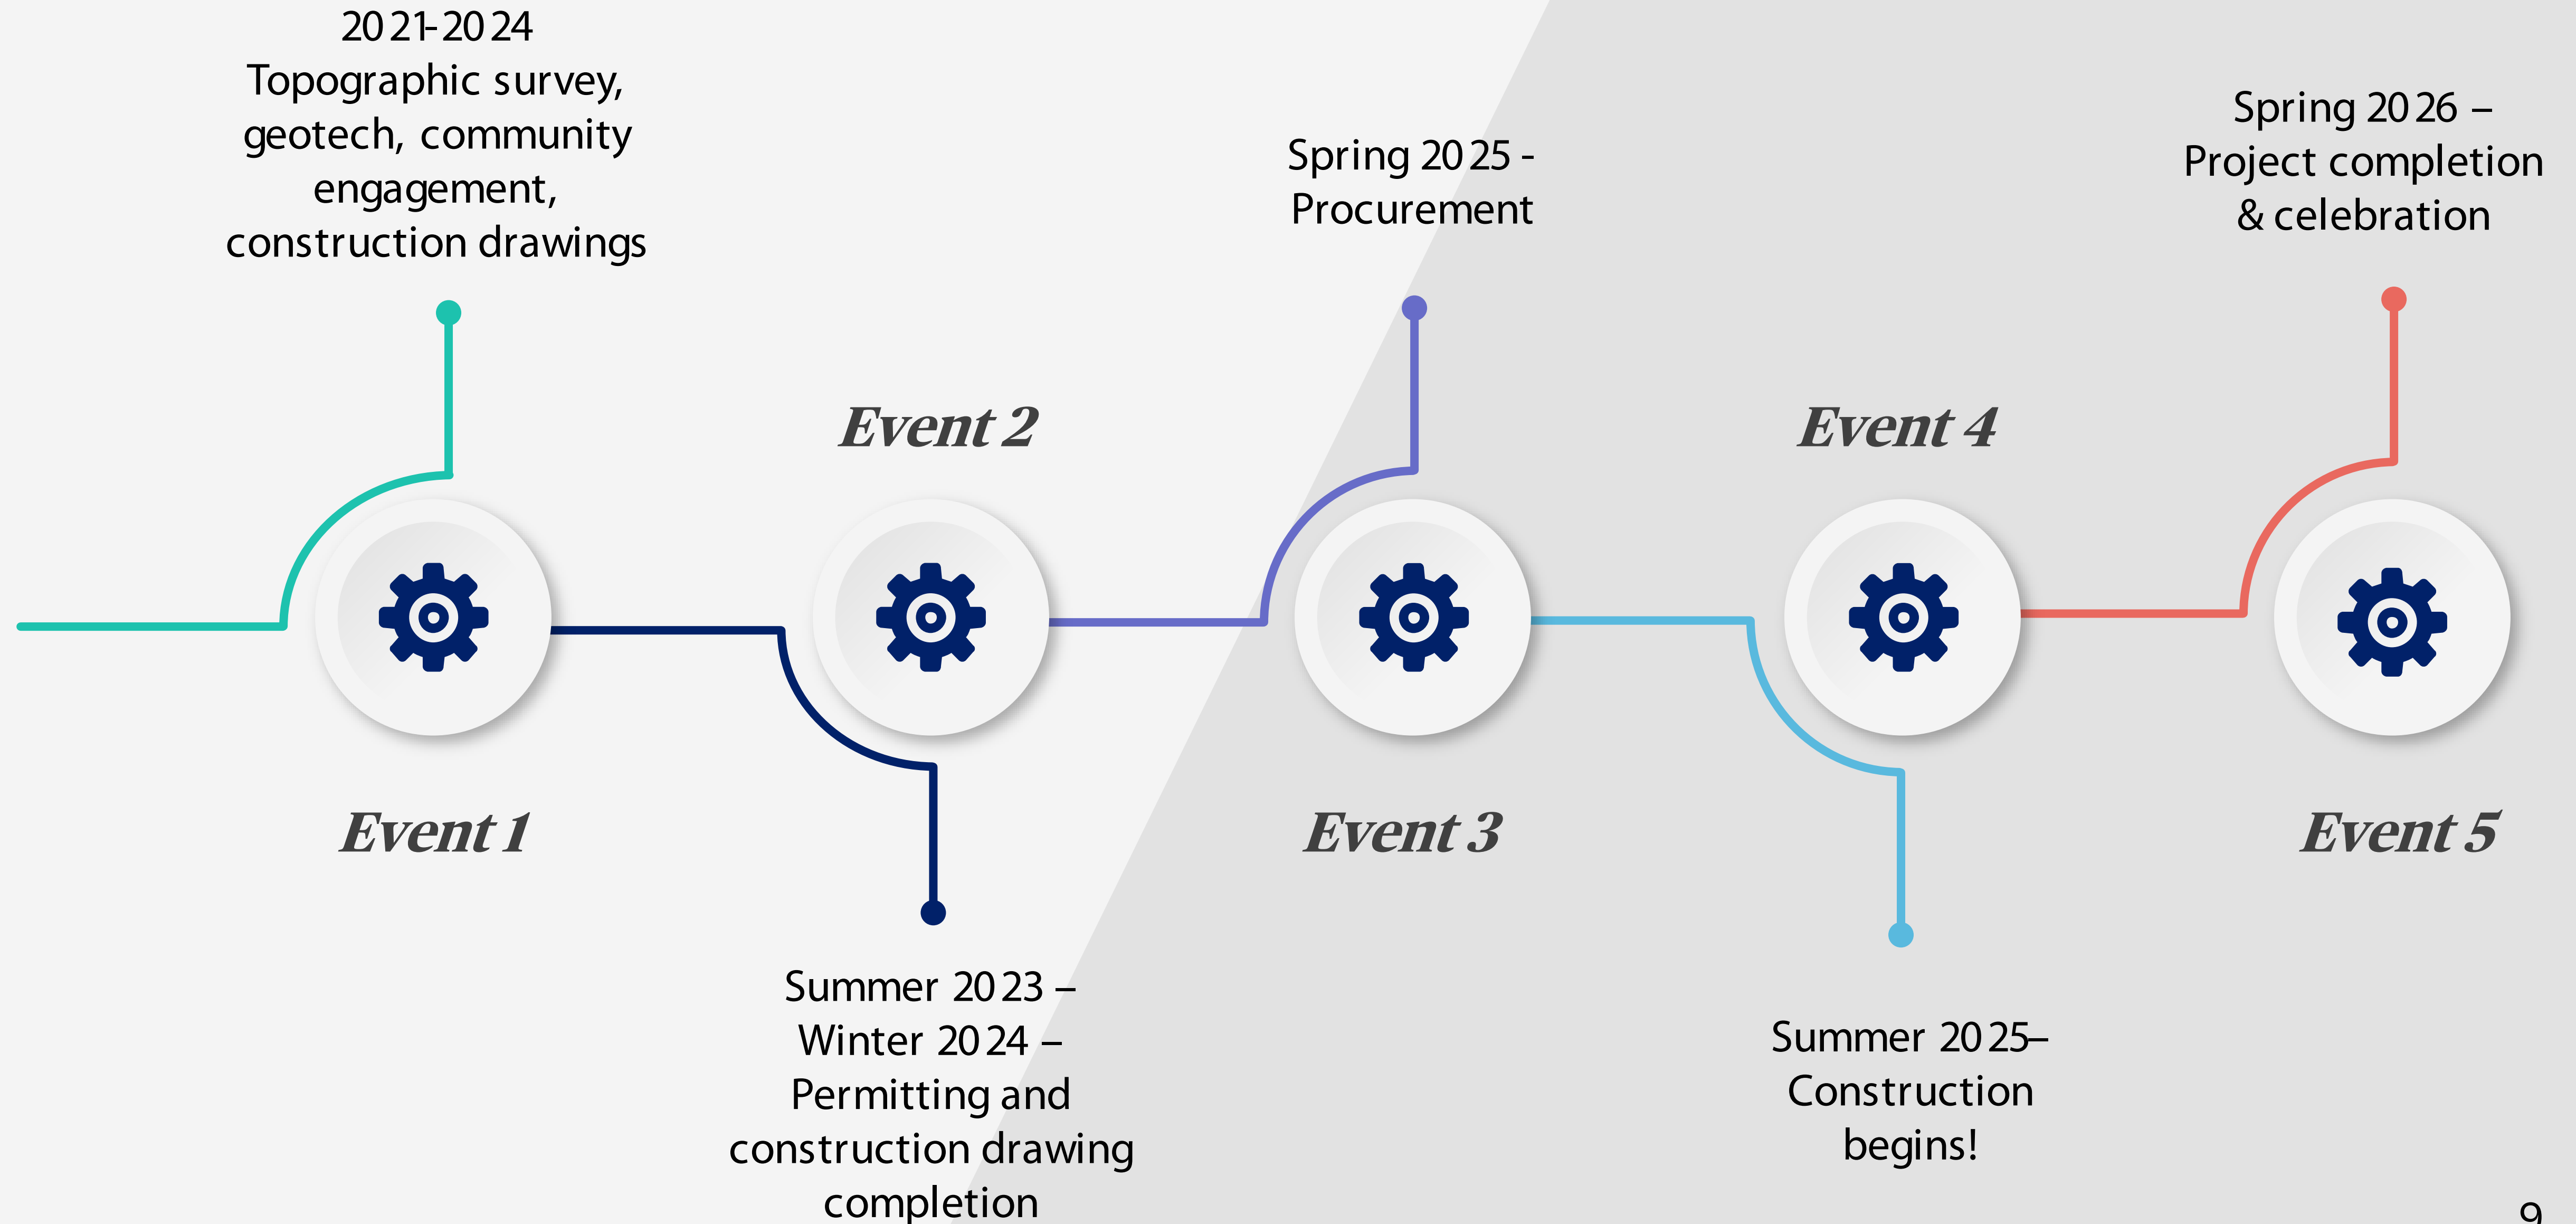 2021-2024
Topographic survey,
geotech, community
engagement,
construction drawings
Event 1
Event 2
Summer 2023 –
Winter 2024 –
Permitting and
construction drawing
completion
Spring 2025 -
Procurement
Event 3
Event 4
Summer 2025–
Construction
begins!
Spring 2026 –
Project completion
& celebration
Event 5
9